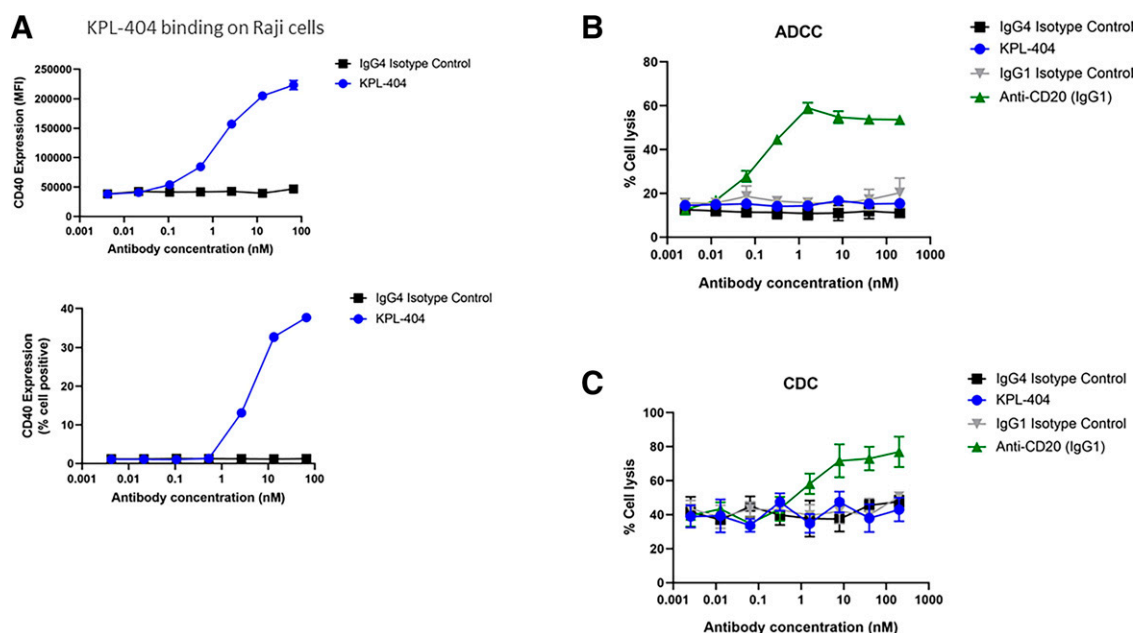 A
KPL-404 binding on Raji cells
IgG4 Isotype Control
KPL-404
CD40 Expression (MFI)
250000
200000
150000
100000
50000
0
0.001 0.01 0.1 1 10 100
Antibody concentration (nM)
IgG4 Isotype Control
KPL-404
CD40 Expression
(% cell positive)
40
30
20
10
0
0.001 0.01 0.1 1 10 100
Antibody concentration (nM)
B
ADCC
IgG4 Isotype Control
KPL-404
IgG1 Isotype Control
Anti-CD20 (IgG1)
% Cell lysis
80
60
40
20
0
0.001 0.01 0.1 1 10 100 1000
Antibody concentration (nM)
C
CDC
IgG4 Isotype Control
KPL-404
IgG1 Isotype Control
Anti-CD20 (IgG1)
% Cell lysis
100
80
60
40
20
0
0.001 0.01 0.1 1 10 100 1000
Antibody concentration (nM)